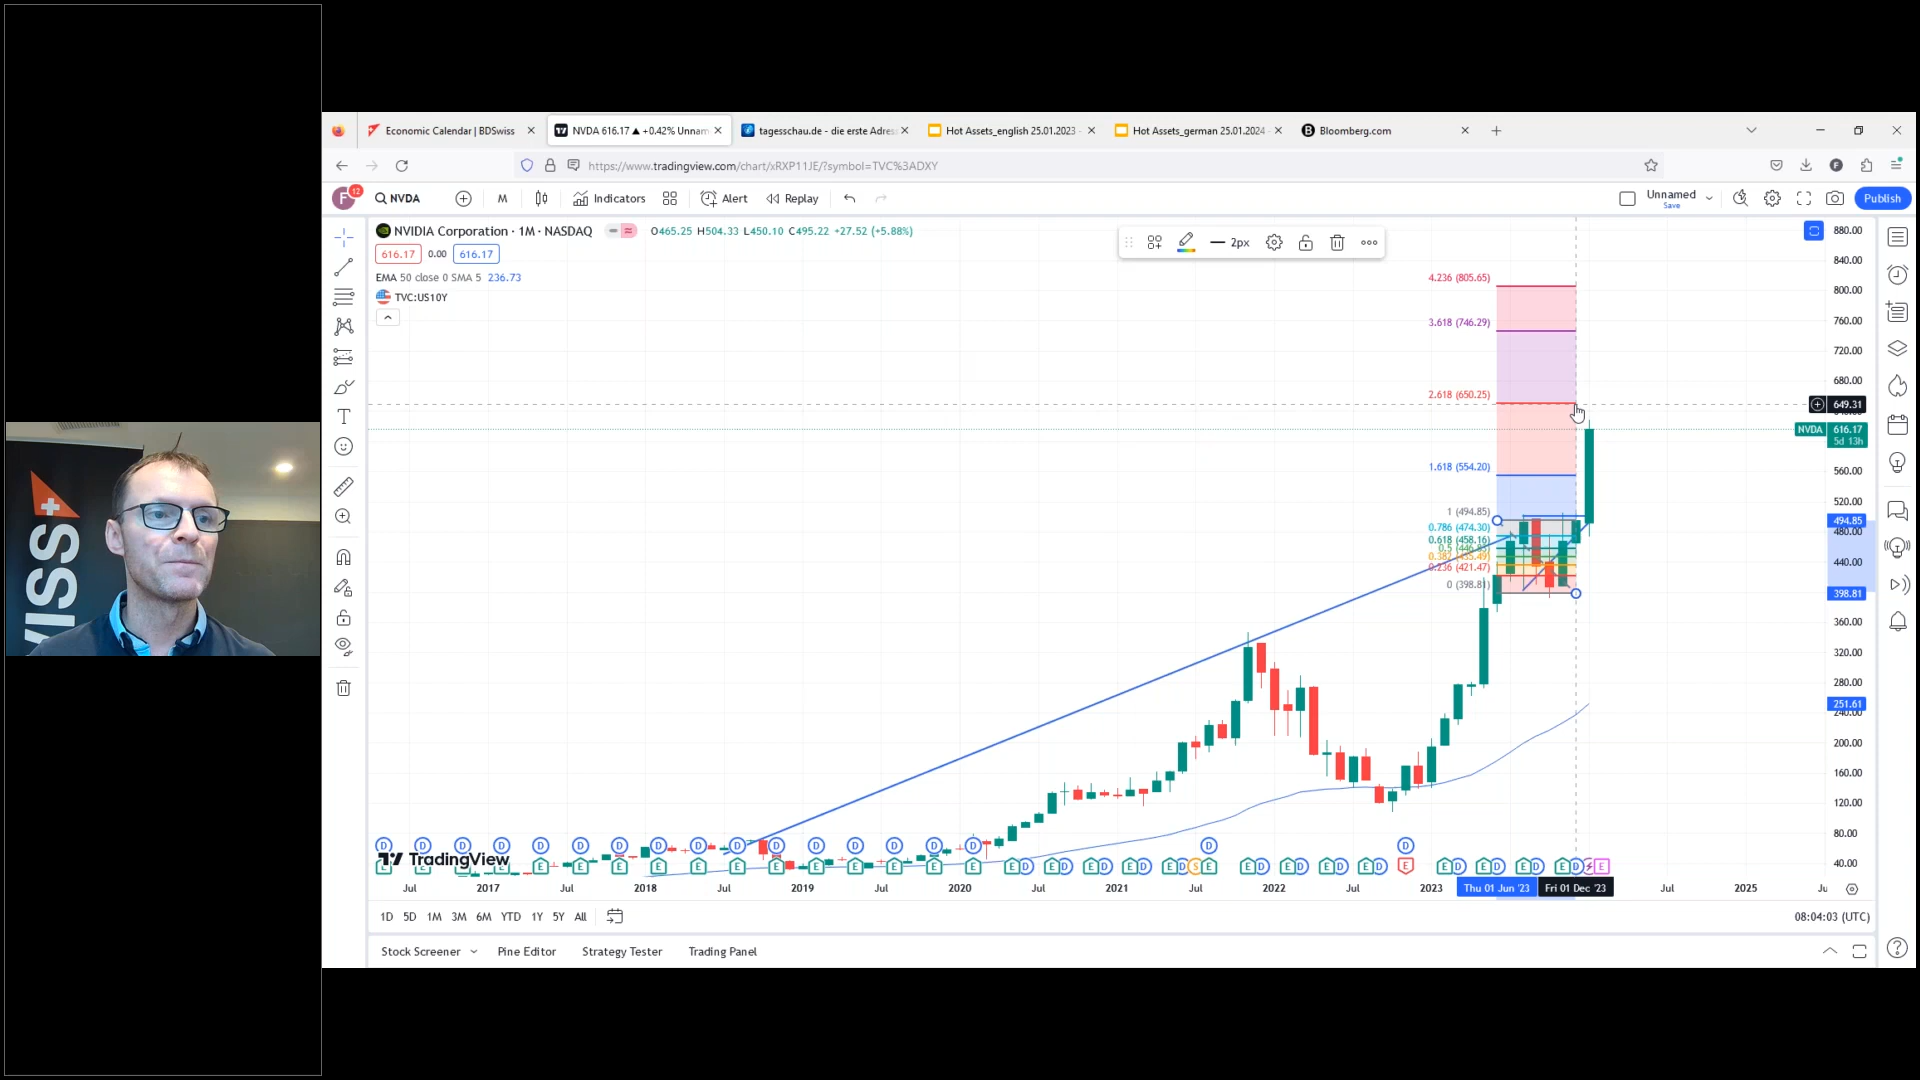 Economic Calendar | BDSwiss
NVDA 616.17 ▲ +0.42% Unnam
tagesschau.de - die erste Adres
Hot Assets_english 25.01.2023 -
Hot Assets_german 25.01.2024 -
Bloomberg.com
https://www.tradingview.com/chart/xRXP11JE/?symbol=TVC%3ADXY
F 12 NVDA M Indicators Alert Replay Unnamed Save Publish
NVIDIA Corporation · 1M · NASDAQ O465.25 H504.33 L450.10 C495.22 +27.52 (+5.88%)
616.17 0.00 616.17
2px
EMA 50 close 0 SMA 5 236.73
TVC:US10Y
4.236 (805.65)
3.618 (746.29)
2.618 (650.25)
1.618 (554.20)
1 (494.85)
0.786 (474.30)
0.618 (458.16)
0.236 (421.47)
0 (398.81)
880.00
840.00
800.00
760.00
720.00
680.00
649.31
NVDA 616.17
5d 13h
560.00
520.00
494.85
480.00
440.00
398.81
360.00
320.00
280.00
251.61
240.00
200.00
160.00
120.00
80.00
40.00
TradingView
Jul 2017 Jul 2018 Jul 2019 Jul 2020 Jul 2021 Jul 2022 Jul 2023 Thu 01 Jun '23 Fri 01 Dec '23 Jul 2025 Ju
1D 5D 1M 3M 6M YTD 1Y 5Y All
08:04:03 (UTC)
Stock Screener Pine Editor Strategy Tester Trading Panel
WISS